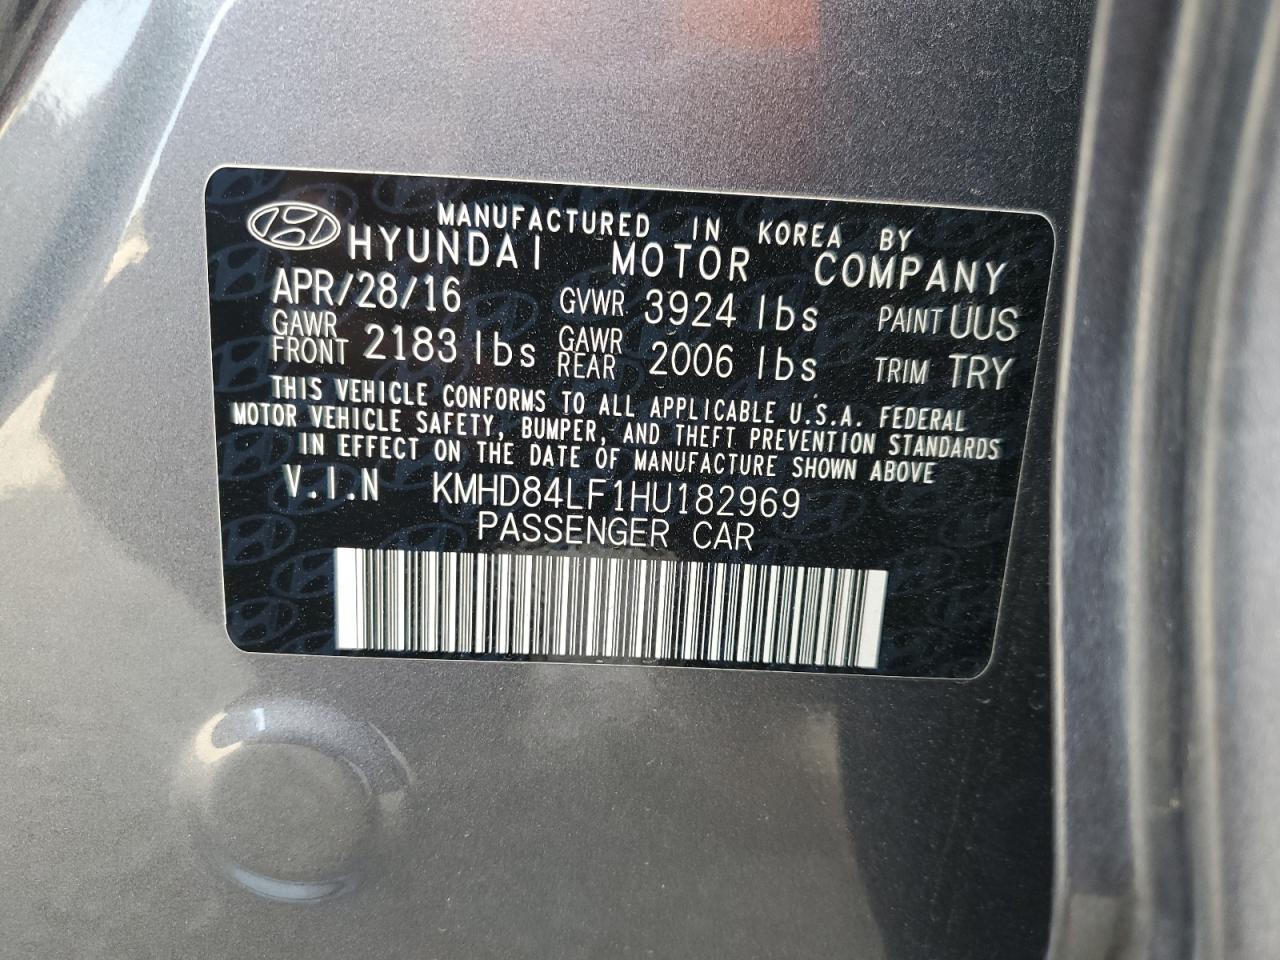 MANUFACTURED IN KOREA BY
HYUNDAI MOTOR COMPANY
APR/28/16 GVWR 3924 lbs PAINT UUS
GAWR FRONT 2183 lbs GAWR REAR 2006 lbs TRIM TRY
THIS VEHICLE CONFORMS TO ALL APPLICABLE U.S.A. FEDERAL
MOTOR VEHICLE SAFETY, BUMPER, AND THEFT PREVENTION STANDARDS
IN EFFECT ON THE DATE OF MANUFACTURE SHOWN ABOVE
V.I.N KMHD84LF1HU182969
PASSENGER CAR